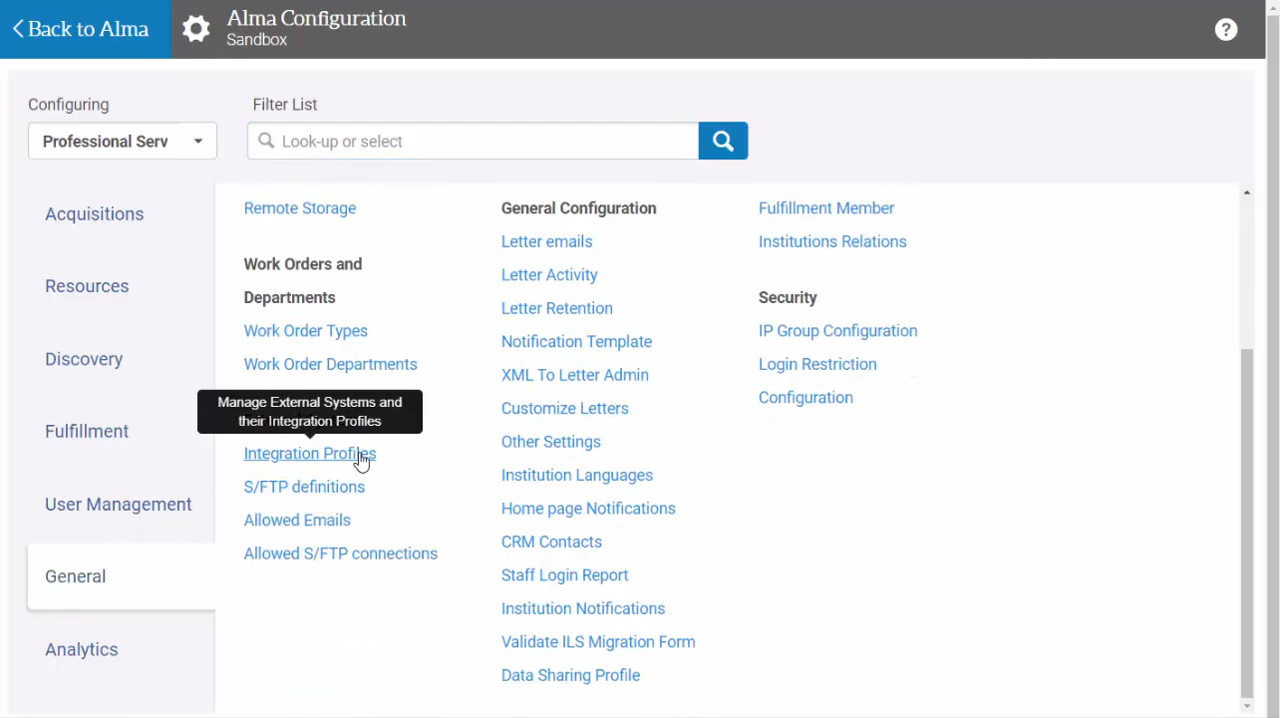 Back to Alma
Alma Configuration
Sandbox
?
Configuring
Filter List
Professional Serv
Look-up or select
Acquisitions
Resources
Discovery
Fulfillment
User Management
General
Analytics
Remote Storage
Work Orders and
Departments
Work Order Types
Work Order Departments
Manage External Systems and
their Integration Profiles
Integration Profiles
S/FTP definitions
Allowed Emails
Allowed S/FTP connections
General Configuration
Letter emails
Letter Activity
Letter Retention
Notification Template
XML To Letter Admin
Customize Letters
Other Settings
Institution Languages
Home page Notifications
CRM Contacts
Staff Login Report
Institution Notifications
Validate ILS Migration Form
Data Sharing Profile
Fulfillment Member
Institutions Relations
Security
IP Group Configuration
Login Restriction
Configuration